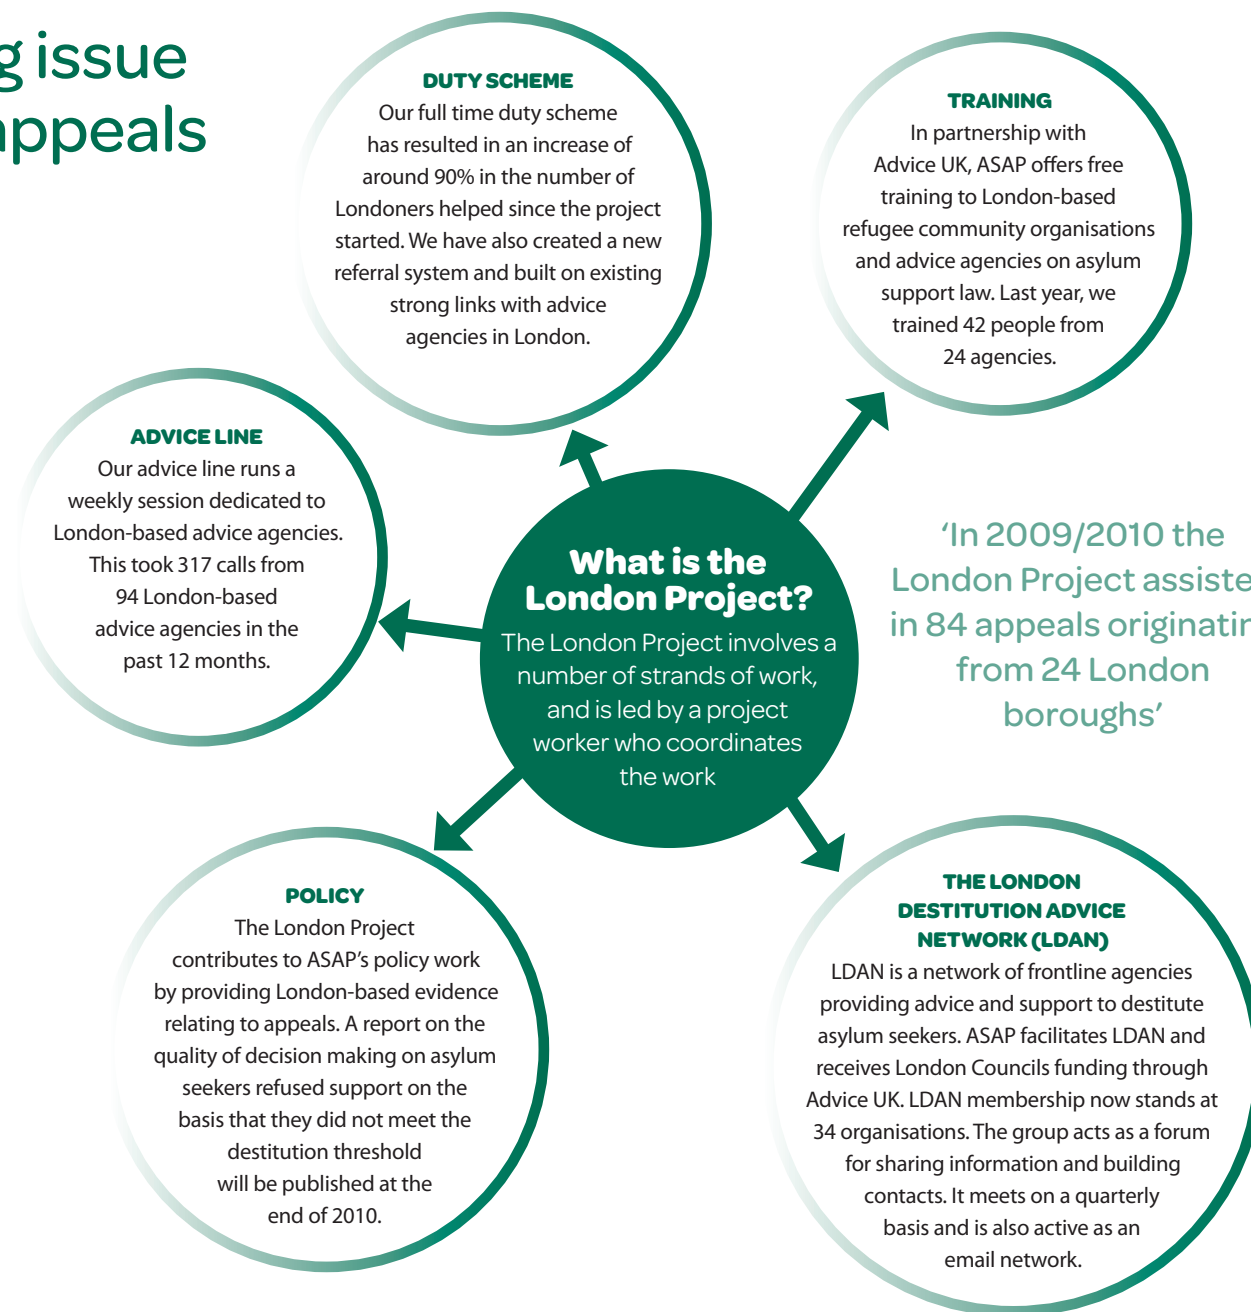 g issue
appeals
DUTY SCHEME
Our full time duty scheme
has resulted in an increase of
around 90% in the number of
Londoners helped since the project
started. We have also created a new
referral system and built on existing
strong links with advice
agencies in London.
TRAINING
In partnership with
Advice UK, ASAP offers free
training to London-based
refugee community organisations
and advice agencies on asylum
support law. Last year, we
trained 42 people from
24 agencies.
ADVICE LINE
Our advice line runs a
weekly session dedicated to
London-based advice agencies.
This took 317 calls from
94 London-based
advice agencies in the
past 12 months.
What is the
London Project?
The London Project involves a
number of strands of work,
and is led by a project
worker who coordinates
the work
‘In 2009/2010 the
London Project assiste
in 84 appeals originatin
from 24 London
boroughs’
POLICY
The London Project
contributes to ASAP’s policy work
by providing London-based evidence
relating to appeals. A report on the
quality of decision making on asylum
seekers refused support on the
basis that they did not meet the
destitution threshold
will be published at the
end of 2010.
THE LONDON
DESTITUTION ADVICE
NETWORK (LDAN)
LDAN is a network of frontline agencies
providing advice and support to destitute
asylum seekers. ASAP facilitates LDAN and
receives London Councils funding through
Advice UK. LDAN membership now stands at
34 organisations. The group acts as a forum
for sharing information and building
contacts. It meets on a quarterly
basis and is also active as an
email network.